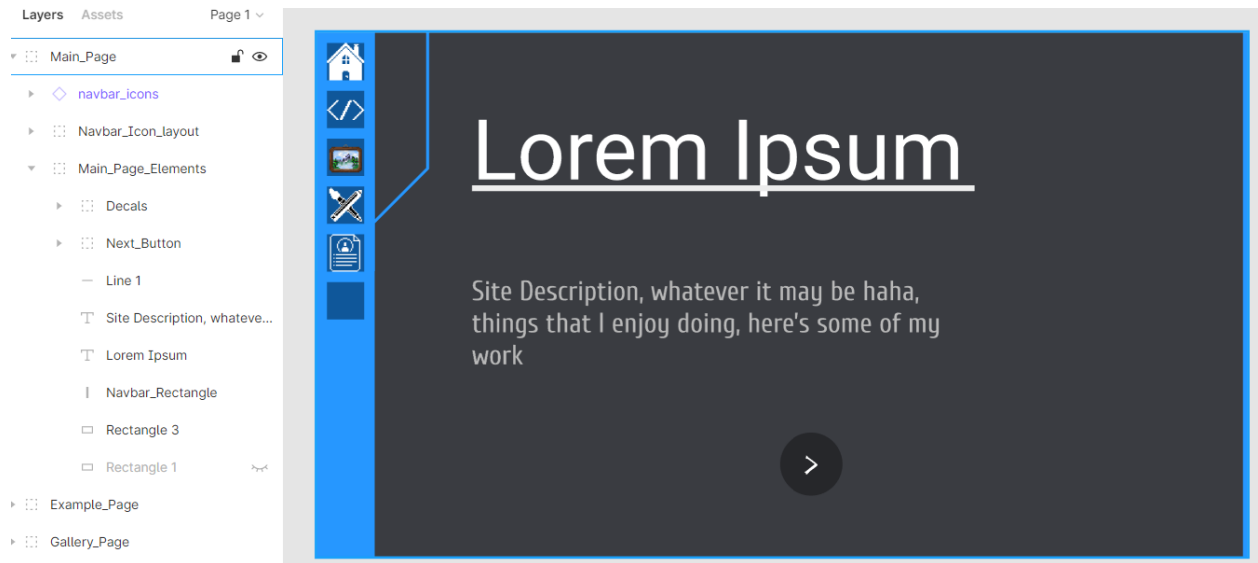 Layers Assets Page 1
Main_Page
navbar_icons
Navbar_Icon_layout
Main_Page_Elements
Decals
Next_Button
Line 1
Site Description, whateve...
Lorem Ipsum
Navbar_Rectangle
Rectangle 3
Rectangle 1
Example_Page
Gallery_Page
</>
Lorem Ipsum
Site Description, whatever it may be haha,
things that I enjoy doing, here's some of my
work
>